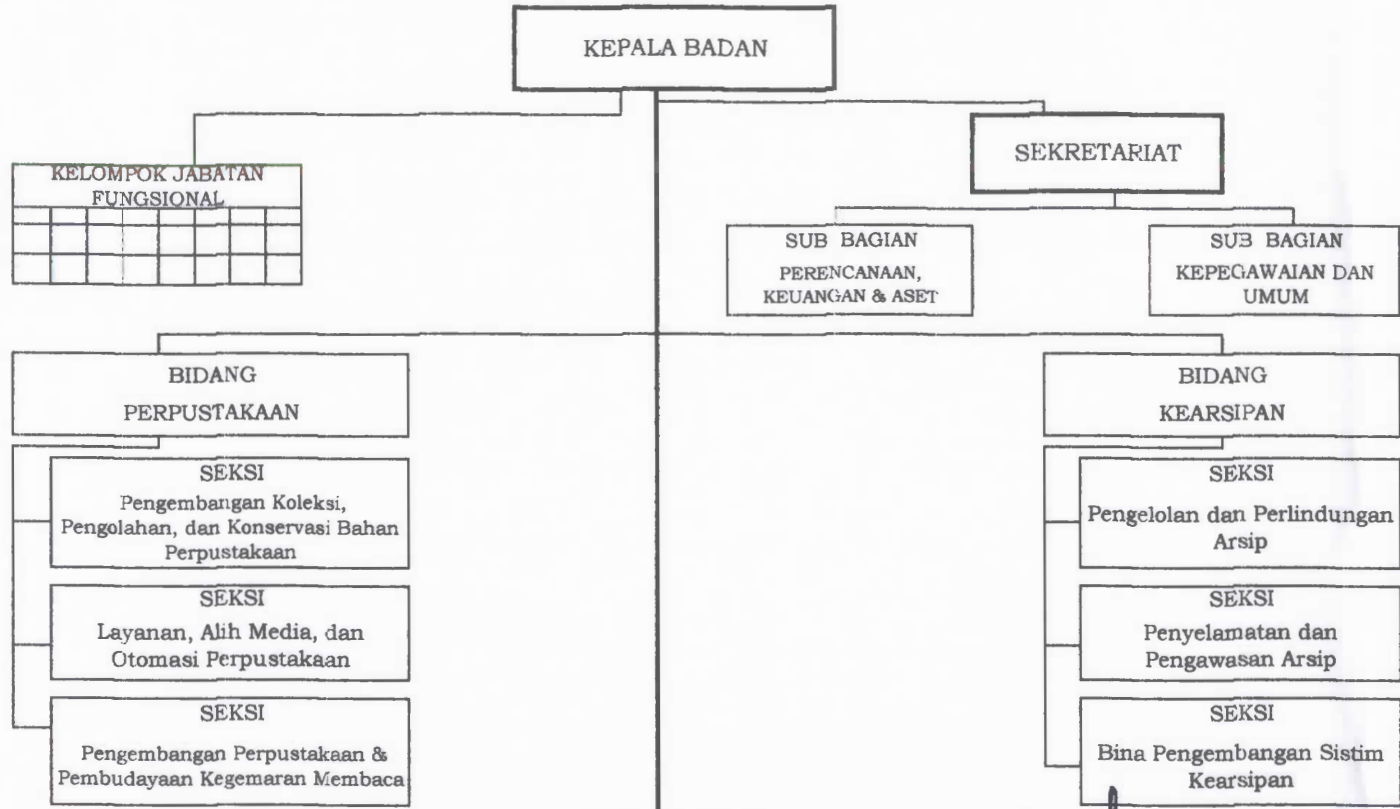 KEPALA BADAN
SEKRETARIAT
KELOMPOK JABATAN
FUNGSIONAL
SUB BAGIAN
PERENCANAAN,
KEUANGAN & ASET
SUB BAGIAN
KEPEGAWAIAN DAN
UMUM
BIDANG
PERPUSTAKAAN
SEKSI
Pengembangan Koleksi,
Pengolahan, dan Konservasi Bahan
Perpustakaan
SEKSI
Layanan, Alih Media, dan
Otomasi Perpustakaan
SEKSI
Pengembangan Perpustakaan &
Pembudayaan Kegemaran Membaca
BIDANG
KEARSIPAN
SEKSI
Pengelolan dan Perlindungan
Arsip
SEKSI
Penyelamatan dan
Pengawasan Arsip
SEKSI
Bina Pengembangan Sistim
Kearsipan